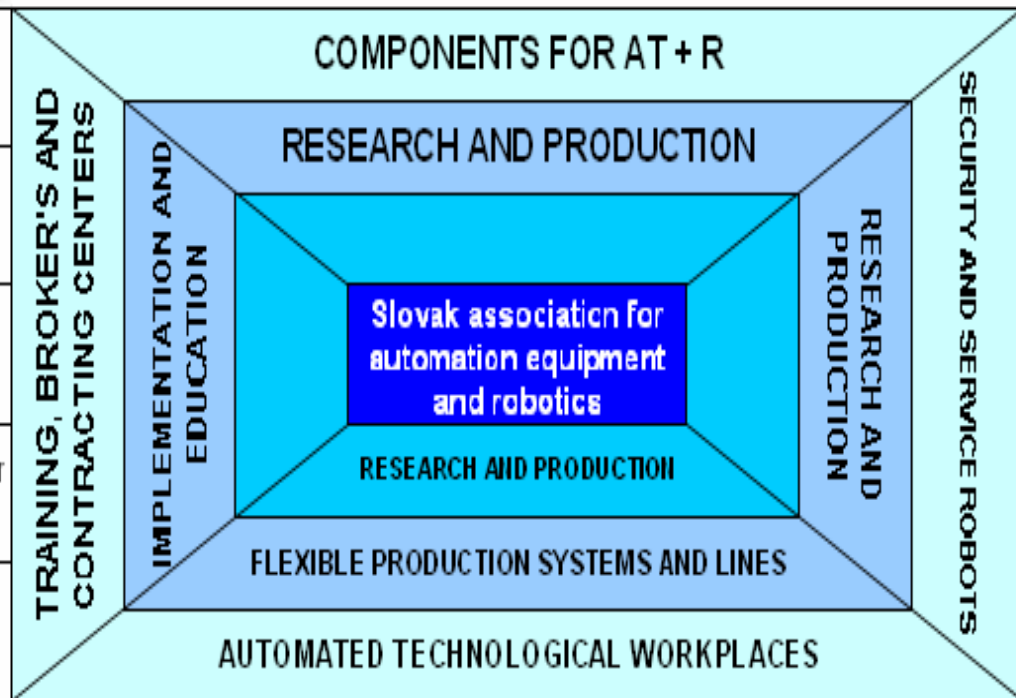 COMPONENTS FOR AT + R
RESEARCH AND PRODUCTION
TRAINING, BROKER'S AND
CONTRACTING CENTERS
IMPLEMENTATION AND
EDUCATION
Slovak association for
automation equipment
and robotics
RESEARCH AND PRODUCTION
RESEARCH AND
PRODUCTION
SECURITY AND SERVICE ROBOTS
FLEXIBLE PRODUCTION SYSTEMS AND LINES
AUTOMATED TECHNOLOGICAL WORKPLACES